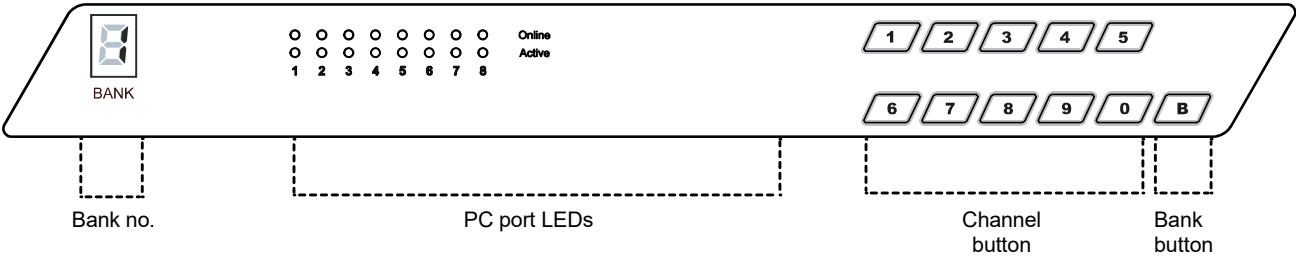 1
BANK
Online
Active
1 2 3 4 5 6 7 8
1 2 3 4 5
6 7 8 9 0 B
Bank no.
PC port LEDs
Channel
button
Bank
button